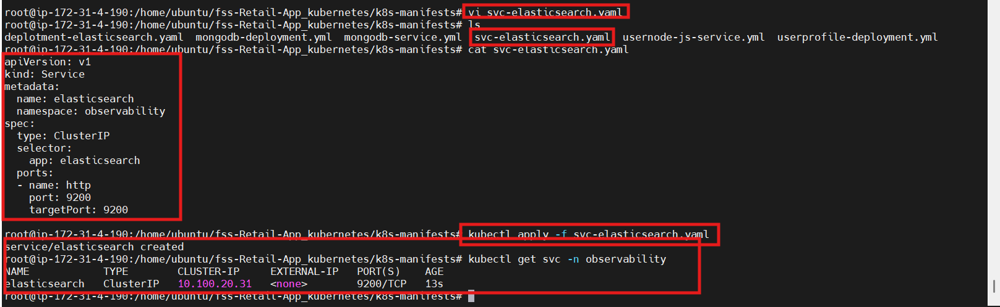 root@ip-172-31-4-190:/home/ubuntu/fss-Retail-App_kubernetes/k8s-manifests# vi svc-elasticsearch.yaml
root@ip-172-31-4-190:/home/ubuntu/fss-Retail-App_kubernetes/k8s-manifests# ls
deplotment-elasticsearch.yaml  mongodb-deployment.yml  mongodb-service.yml  svc-elasticsearch.yaml  usernode-js-service.yml  userprofile-deployment.yml
root@ip-172-31-4-190:/home/ubuntu/fss-Retail-App_kubernetes/k8s-manifests# cat svc-elasticsearch.yaml
apiVersion: v1
kind: Service
metadata:
  name: elasticsearch
  namespace: observability
spec:
  type: ClusterIP
  selector:
    app: elasticsearch
  ports:
  - name: http
    port: 9200
    targetPort: 9200
root@ip-172-31-4-190:/home/ubuntu/fss-Retail-App_kubernetes/k8s-manifests# kubectl apply -f svc-elasticsearch.yaml
service/elasticsearch created
root@ip-172-31-4-190:/home/ubuntu/fss-Retail-App_kubernetes/k8s-manifests# kubectl get svc -n observability
NAME            TYPE        CLUSTER-IP     EXTERNAL-IP   PORT(S)    AGE
elasticsearch   ClusterIP   10.100.20.31   <none>        9200/TCP   13s
root@ip-172-31-4-190:/home/ubuntu/fss-Retail-App_kubernetes/k8s-manifests#